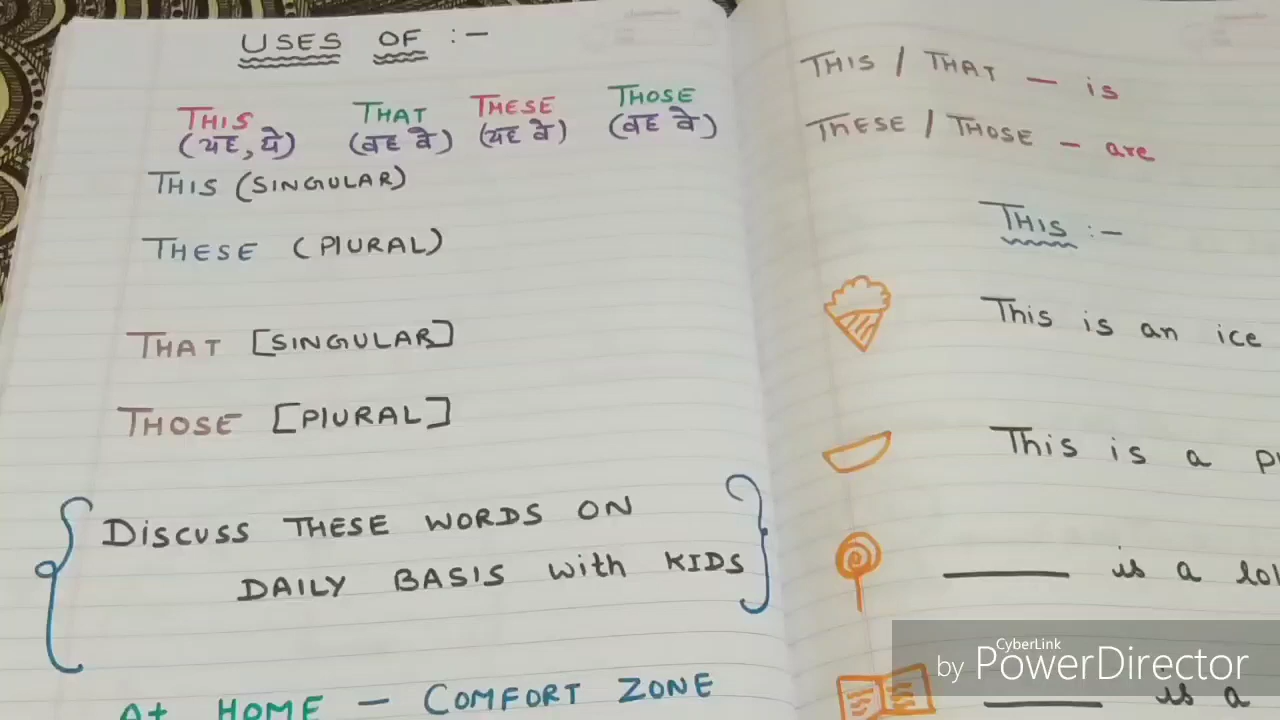 USES OF :-
THIS THAT THESE THOSE
(यह, ये) (वह वे) (यह वे) (वह वे)
THIS (SINGULAR)
THESE (PlURAL)
THAT [SINGULAR]
THOSE [PlURAL]
DISCUSS THESE WORDS ON
DAILY BASIS with KIDS
At HOME - COMFORT ZONE
THIS / THAT - is
THESE / THOSE - are
THIS :-
This is an ice
This is a
is a
is a
CyberLink
by PowerDirector